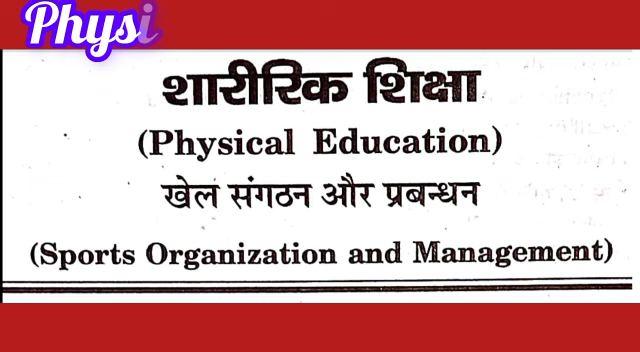 Physi
शारीरिक शिक्षा
(Physical Education)
खेल संगठन और प्रबन्धन
(Sports Organization and Management)